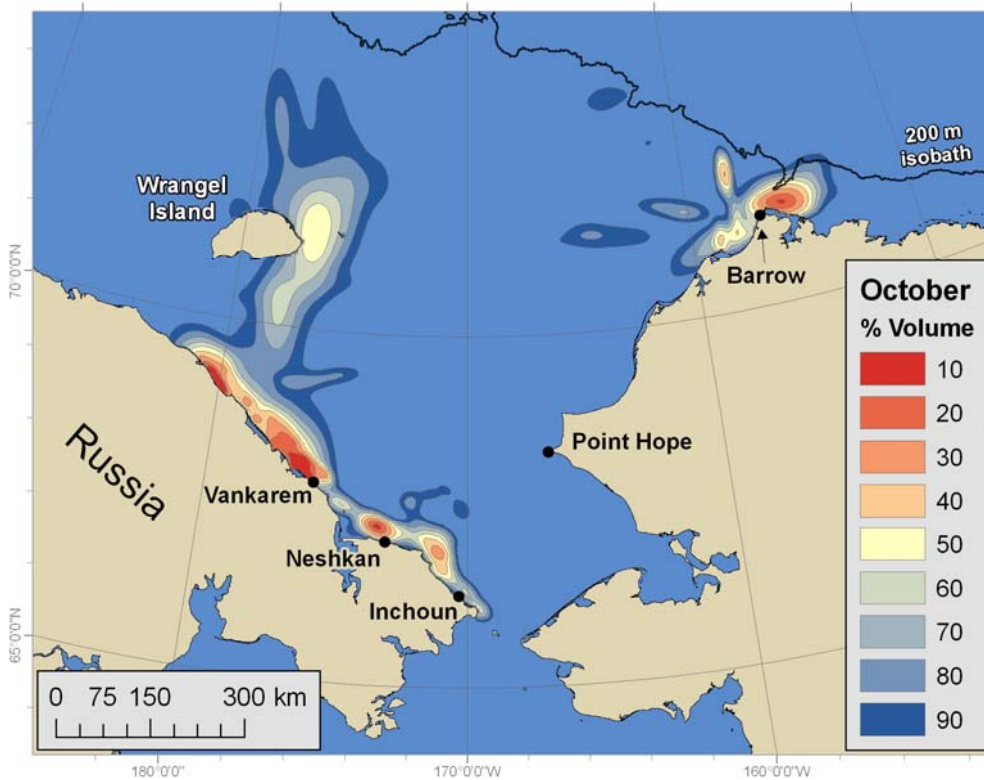 200 m
isobath
Wrangel
Island
Barrow
Point Hope
Russia
Vankarem
Neshkan
Inchoun
October
% Volume
10
20
30
40
50
60
70
80
90
0 75 150 300 km
70°0'0"N
65°0'0"N
180°0'0"
170°0'0"W
160°0'0"W